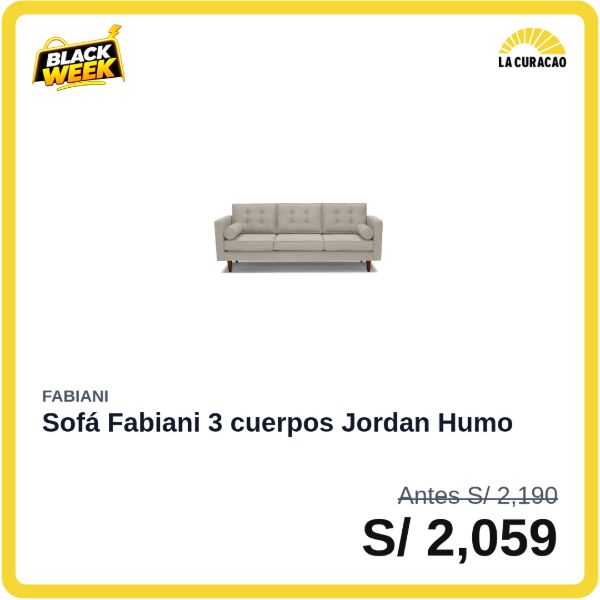 BLACK
WEEK
LA CURACAO
FABIANI
Sofá Fabiani 3 cuerpos Jordan Humo
Antes S/ 2,190
S/ 2,059